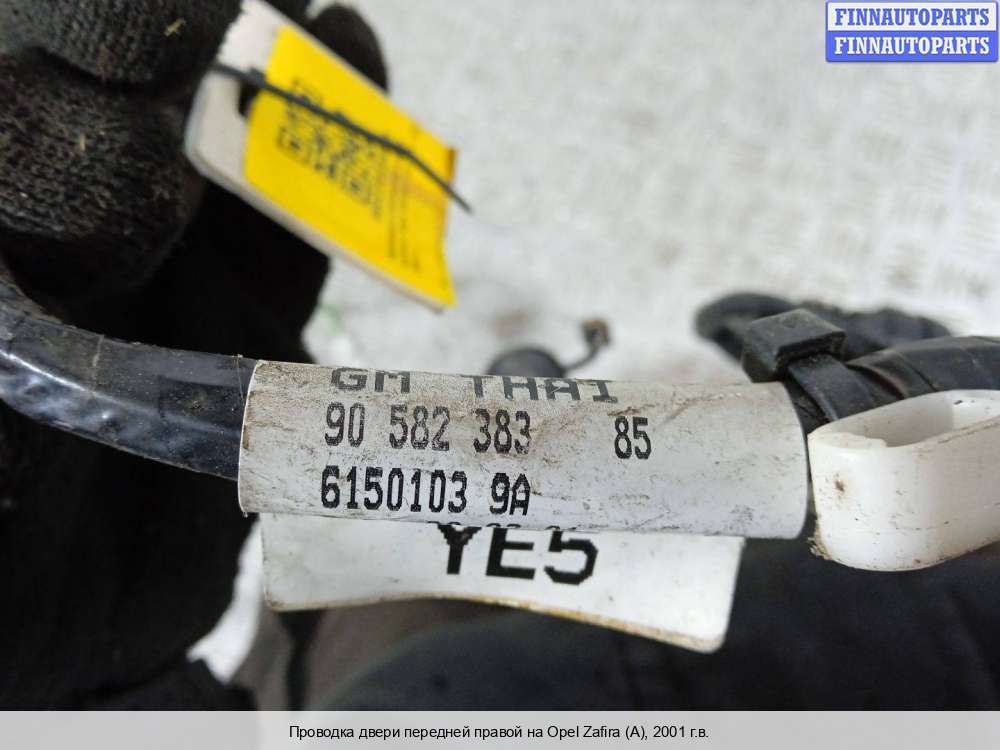 FINNAUTOPARTS
FINNAUTOPARTS
GM THAI
90 582 383 85
6150103 9A
YE5
Проводка двери передней правой на Opel Zafira (A), 2001 г.в.